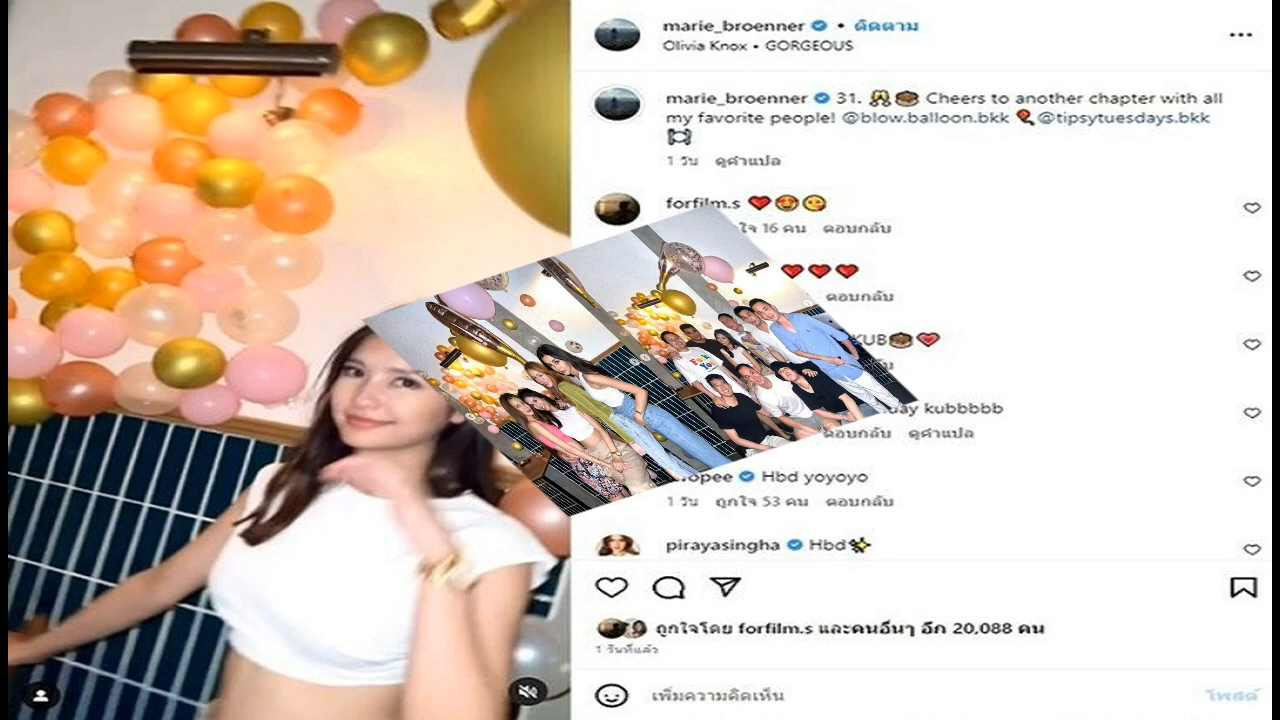 marie_broenner • ติดตาม
Olivia Knox • GORGEOUS
marie_broenner 31. 🥂🎂 Cheers to another chapter with all
my favorite people! @blow.balloon.bkk 🎈@tipsytuesdays.bkk
1 วัน ดูคำแปล
forfilm.s ❤️😍😋
ใจ 16 คน ตอบกลับ
❤️❤️❤️
ตอบกลับ
KUB🎂❤️
kubbbbb
ตอบกลับ ดูคำแปล
Hbd yoyoyo
1 วัน ถูกใจ 53 คน ตอบกลับ
pirayasingha Hbd✨
ถูกใจโดย forfilm.s และคนอื่นๆ อีก 20,088 คน
1 วันที่แล้ว
เพิ่มความคิดเห็น
โพสต์